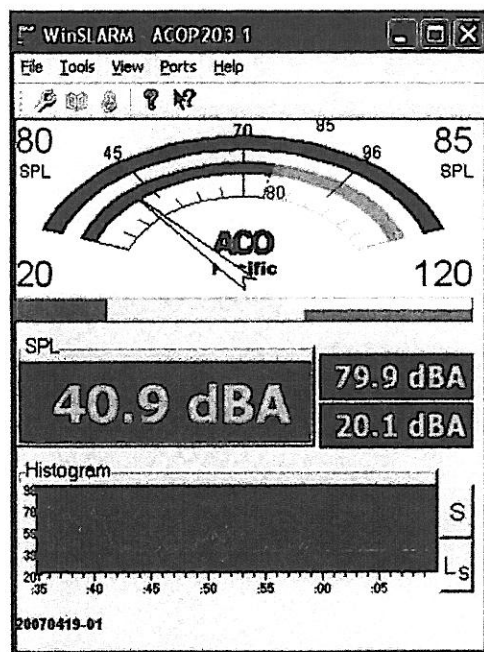 WinSLARM - ACOP203 1
File Tools View Ports Help
80 SPL
85 SPL
45 70 85 96
80
ACO
Pacific
20 120
SPL
40.9 dBA
79.9 dBA
20.1 dBA
Histogram
S
Ls
:35 :40 :45 :50 :55 :00 :05
20070419-01